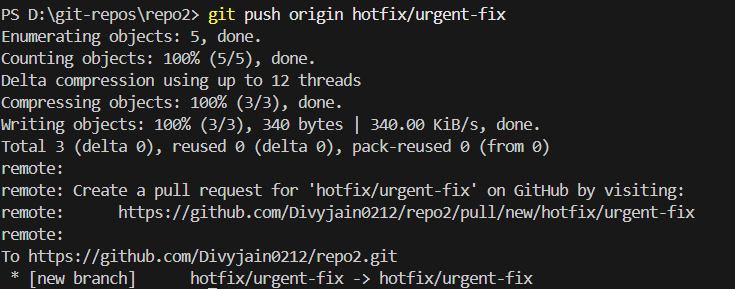 PS D:\git-repos\repo2> git push origin hotfix/urgent-fix
Enumerating objects: 5, done.
Counting objects: 100% (5/5), done.
Delta compression using up to 12 threads
Compressing objects: 100% (3/3), done.
Writing objects: 100% (3/3), 340 bytes | 340.00 KiB/s, done.
Total 3 (delta 0), reused 0 (delta 0), pack-reused 0 (from 0)
remote:
remote: Create a pull request for 'hotfix/urgent-fix' on GitHub by visiting:
remote:      https://github.com/Divyjain0212/repo2/pull/new/hotfix/urgent-fix
remote:
To https://github.com/Divyjain0212/repo2.git
 * [new branch]      hotfix/urgent-fix -> hotfix/urgent-fix